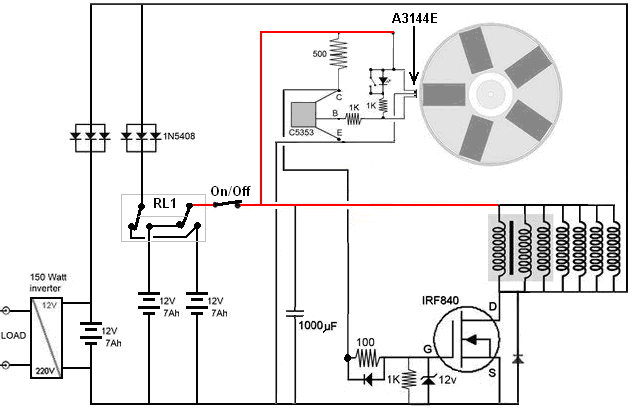 A3144E
500
C
1K
B
1K
C5353
E
1N5408
RL1
On/Off
150 Watt
inverter
12V
LOAD
220V
12V
7Ah
12V
7Ah
12V
7Ah
1000µF
IRF840
D
G
S
100
1K
12v